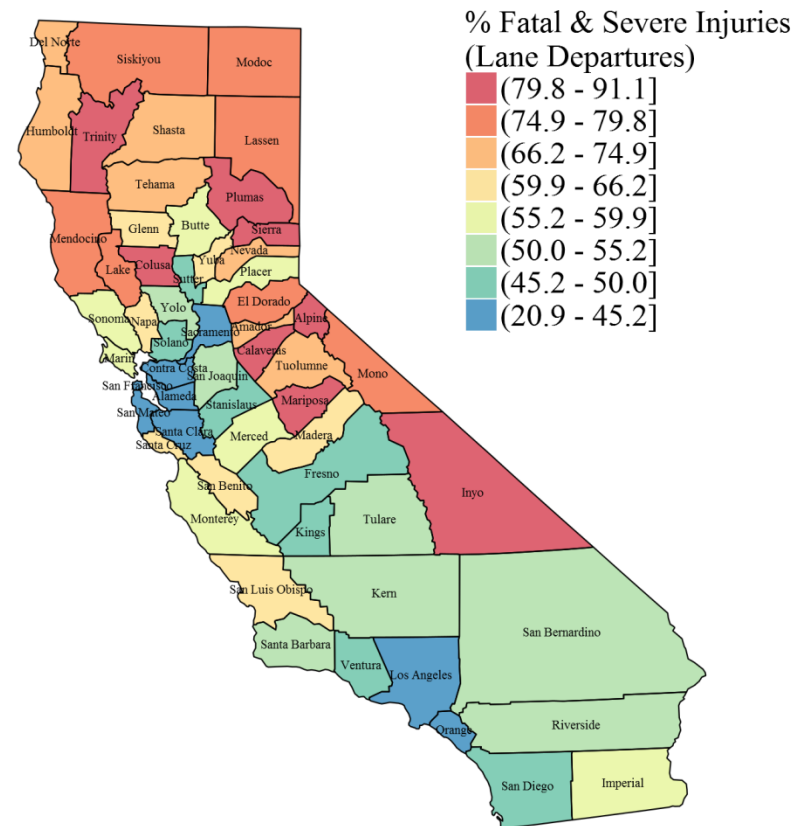 % Fatal & Severe Injuries
(Lane Departures)
(79.8 - 91.1]
(74.9 - 79.8]
(66.2 - 74.9]
(59.9 - 66.2]
(55.2 - 59.9]
(50.0 - 55.2]
(45.2 - 50.0]
(20.9 - 45.2]
Del Norte
Siskiyou
Modoc
Humboldt
Trinity
Shasta
Lassen
Tehama
Plumas
Mendocino
Glenn
Butte
Sierra
Lake
Colusa
Yuba
Nevada
Sutter
Placer
Sonoma
Napa
Yolo
El Dorado
Sacramento
Amador
Alpine
Marin
Solano
Calaveras
Tuolumne
Mono
Contra Costa
San Joaquin
San Francisco
Alameda
Stanislaus
Mariposa
San Mateo
Santa Clara
Merced
Madera
Santa Cruz
Fresno
San Benito
Inyo
Monterey
Kings
Tulare
San Luis Obispo
Kern
San Bernardino
Santa Barbara
Ventura
Los Angeles
Orange
Riverside
San Diego
Imperial